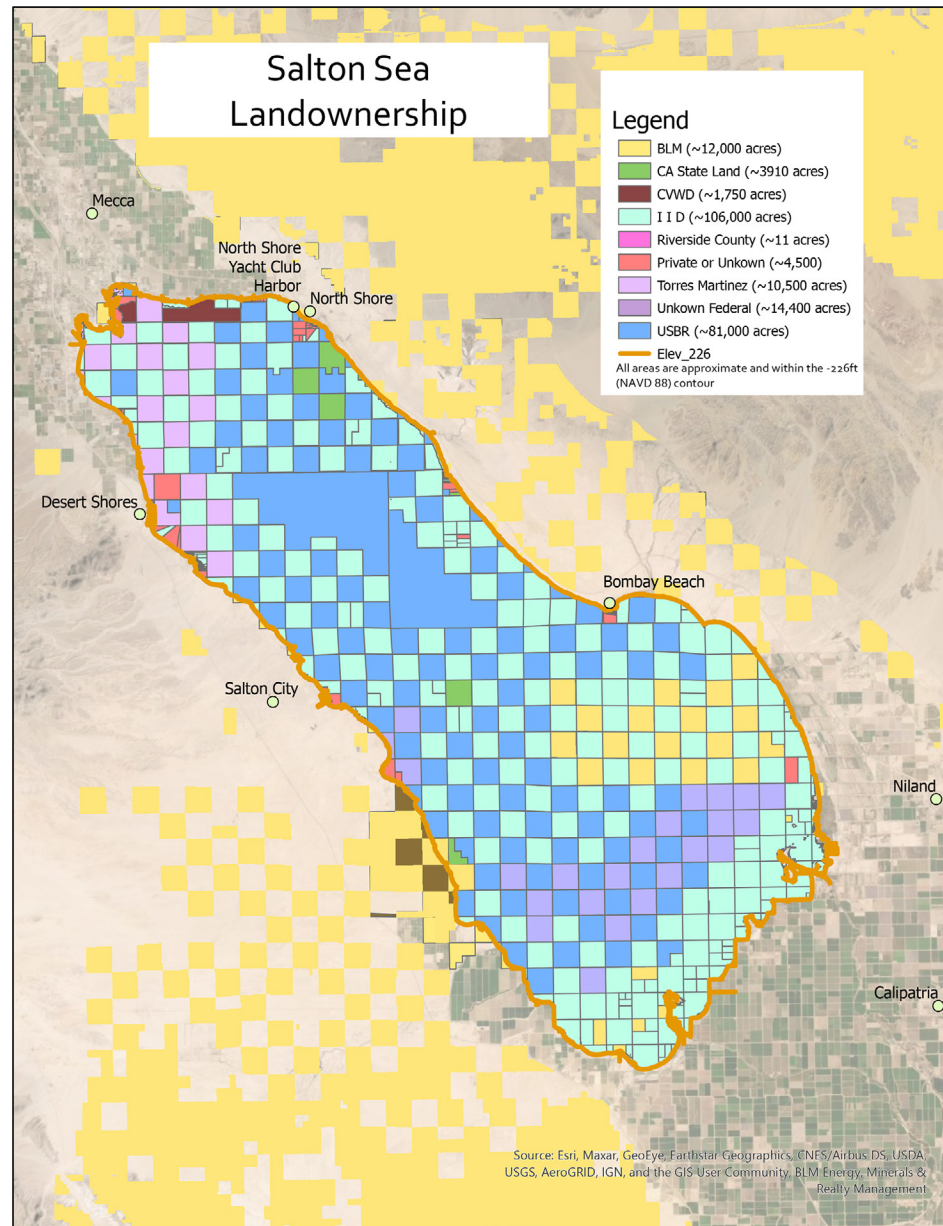 Salton Sea
Landownership
Legend
BLM (~12,000 acres)
CA State Land (~3910 acres)
CVWD (~1,750 acres)
I I D (~106,000 acres)
Riverside County (~11 acres)
Private or Unkown (~4,500)
Torres Martinez (~10,500 acres)
Unkown Federal (~14,400 acres)
USBR (~81,000 acres)
Elev_226
All areas are approximate and within the -226ft
(NAVD 88) contour
Mecca
North Shore
Yacht Club
Harbor
North Shore
Desert Shores
Bombay Beach
Salton City
Niland
Calipatria
Source: Esri, Maxar, GeoEye, Earthstar Geographics, CNES/Airbus DS, USDA,
USGS, AeroGRID, IGN, and the GIS User Community, BLM Energy, Minerals &
Realty Management